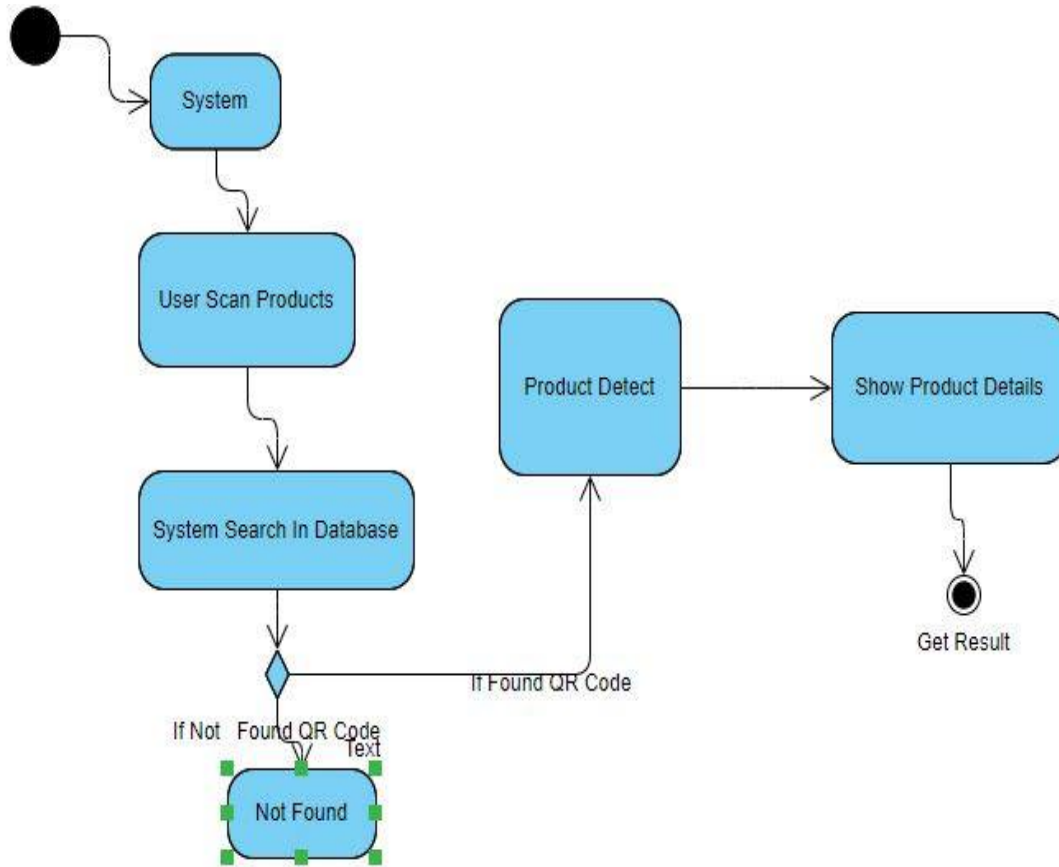 System
User Scan Products
Product Detect
Show Product Details
System Search In Database
Get Result
If Found QR Code
If Not Found QR Code
Text
Not Found